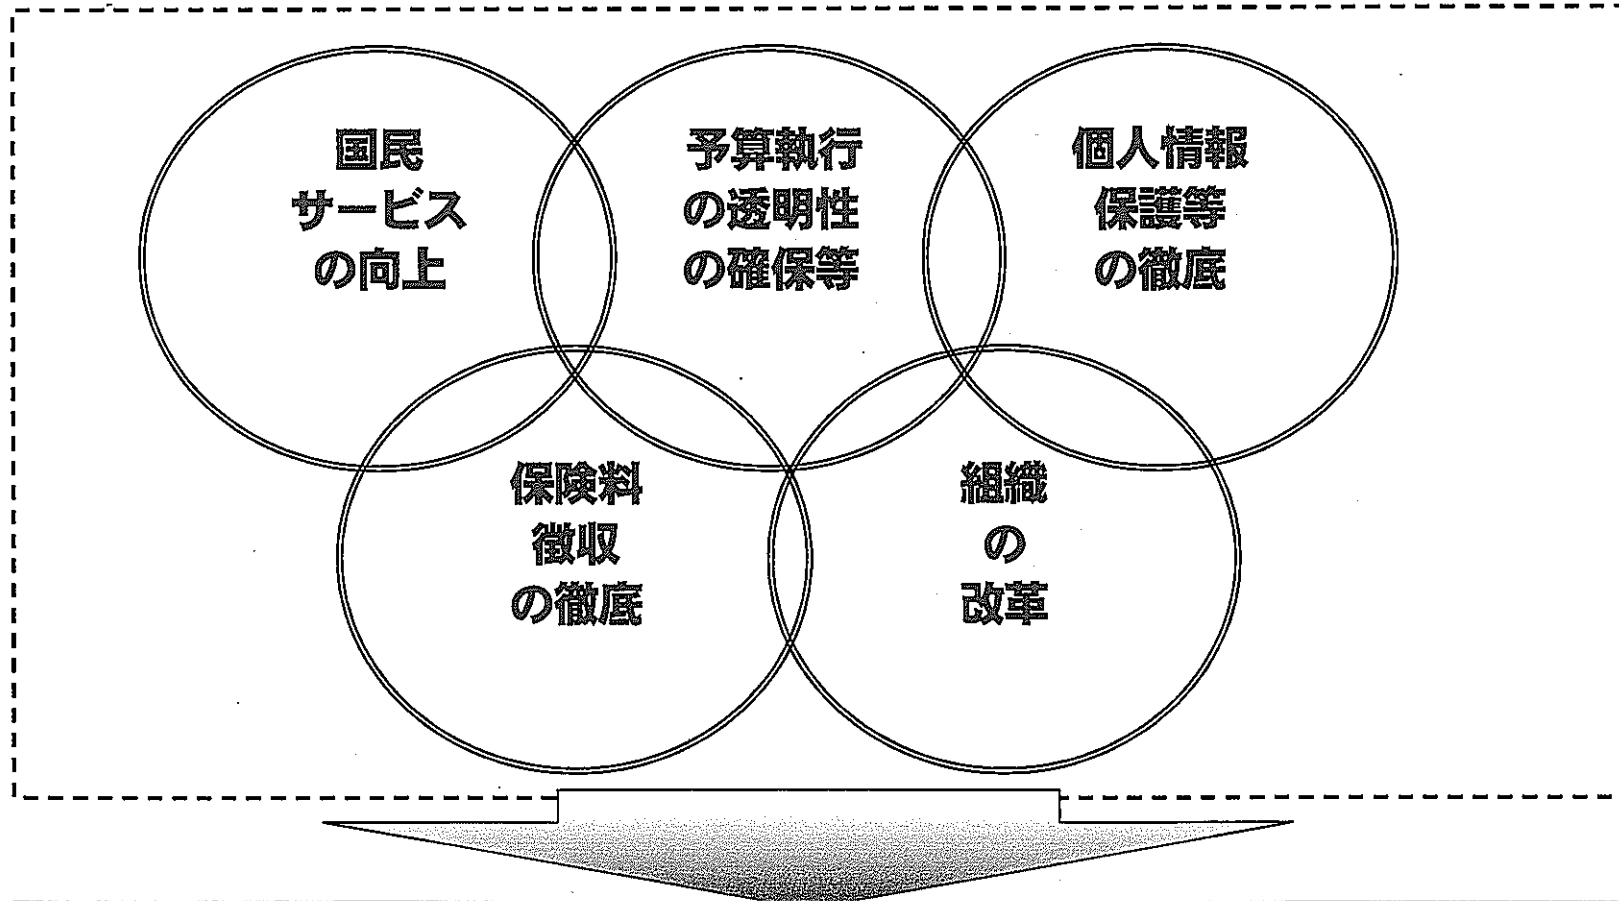 国民
サービス
の向上
予算執行
の透明性
の確保等
個人情報
保護等
の徹底
保険料
徴収
の徹底
組織
の
改革